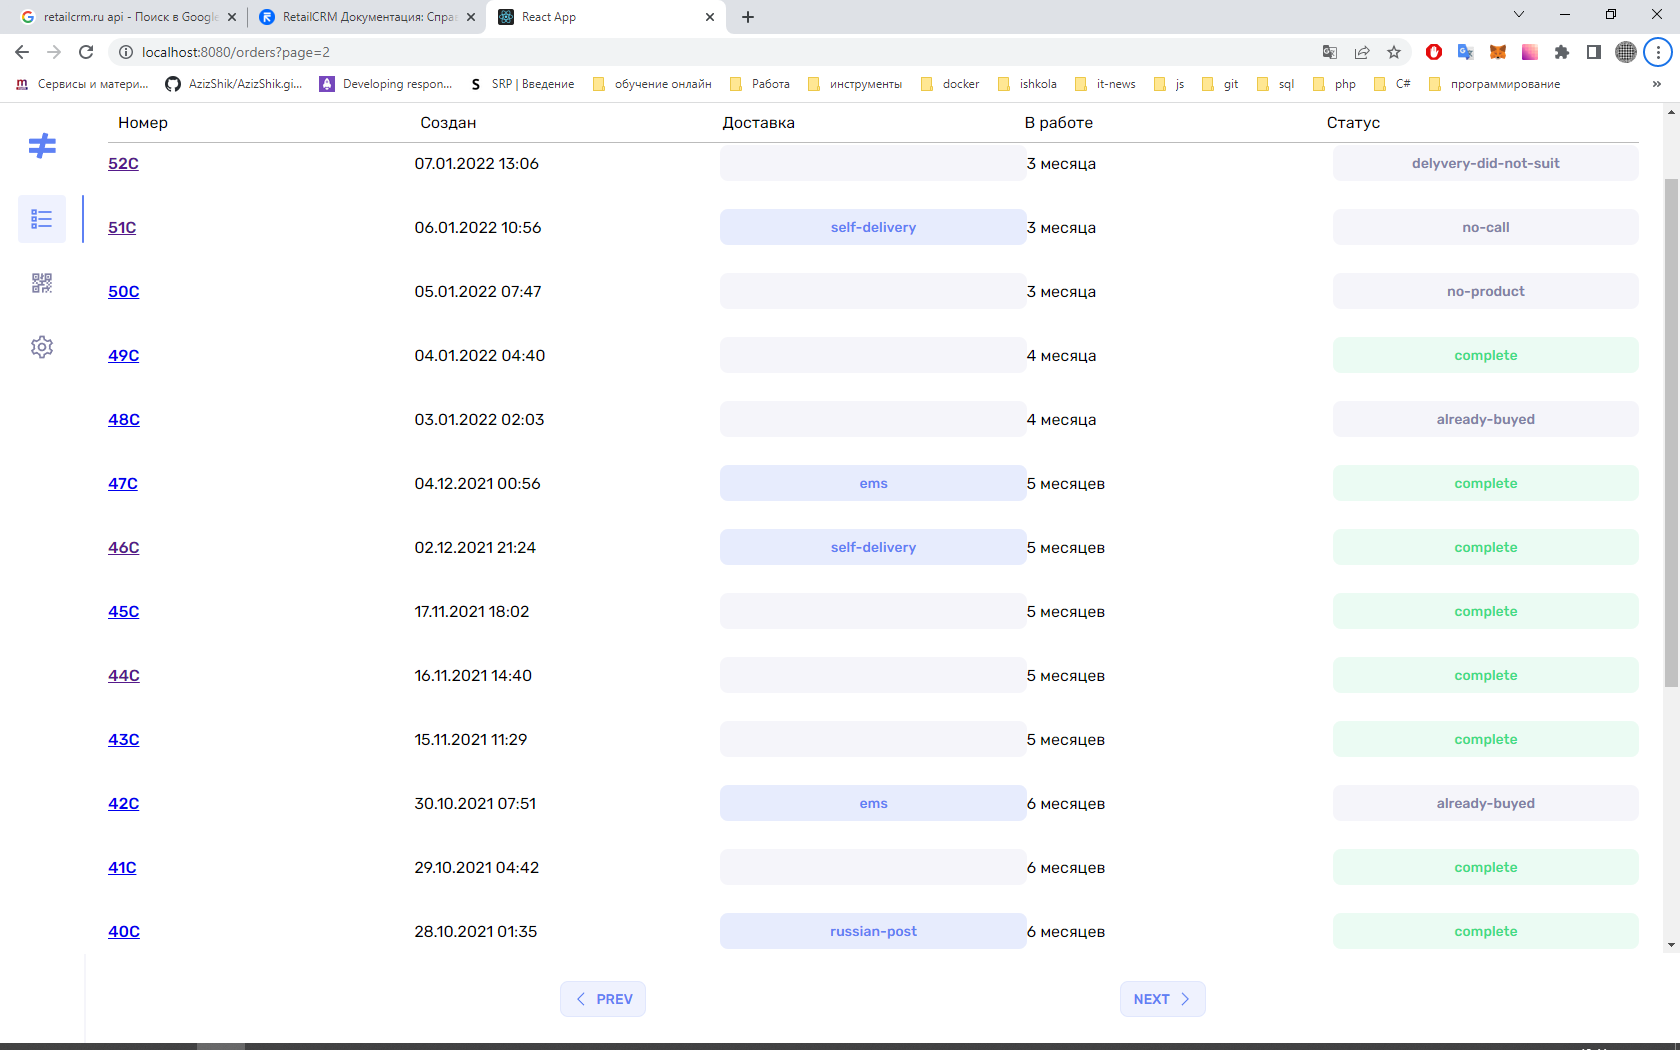 retailcrm.ru api - Поиск в Google
RetailCRM Документация: Спра
React App
localhost:8080/orders?page=2
Сервисы и матери...
AzizShik/AzizShik.gi...
Developing respon...
SRP | Введение
обучение онлайн
Работа
инструменты
docker
ishkola
it-news
js
git
sql
php
C#
программирование
»
Номер Создан Доставка В работе Статус
52C 07.01.2022 13:06 3 месяца delyvery-did-not-suit
51C 06.01.2022 10:56 self-delivery 3 месяца no-call
50C 05.01.2022 07:47 3 месяца no-product
49C 04.01.2022 04:40 4 месяца complete
48C 03.01.2022 02:03 4 месяца already-buyed
47C 04.12.2021 00:56 ems 5 месяцев complete
46C 02.12.2021 21:24 self-delivery 5 месяцев complete
45C 17.11.2021 18:02 5 месяцев complete
44C 16.11.2021 14:40 5 месяцев complete
43C 15.11.2021 11:29 5 месяцев complete
42C 30.10.2021 07:51 ems 6 месяцев already-buyed
41C 29.10.2021 04:42 6 месяцев complete
40C 28.10.2021 01:35 russian-post 6 месяцев complete
PREV
NEXT